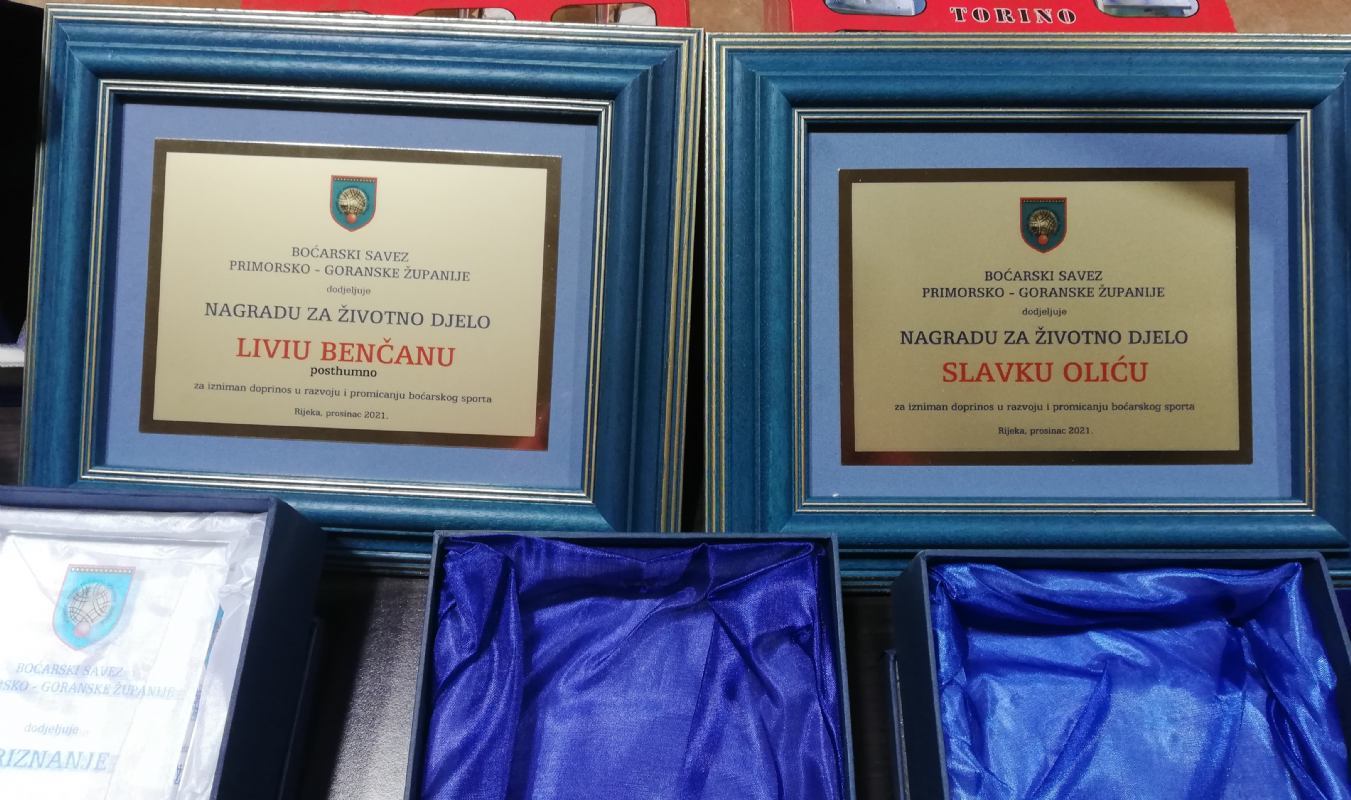 TORINO
BOĆARSKI SAVEZ
PRIMORSKO - GORANSKE ŽUPANIJE
dodjeljuje
NAGRADU ZA ŽIVOTNO DJELO
LIVIU BENČANU
posthumno
za izniman doprinos u razvoju i promicanju boćarskog sporta
Rijeka, prosinac 2021.
BOĆARSKI SAVEZ
PRIMORSKO - GORANSKE ŽUPANIJE
dodjeljuje
NAGRADU ZA ŽIVOTNO DJELO
SLAVKU OLIĆU
za izniman doprinos u razvoju i promicanju boćarskog sporta
Rijeka, prosinac 2021.
BOĆARSKI SAVEZ
RSKO - GORANSKE ŽUPANIJE
dodjeljuje
RIZNANJE